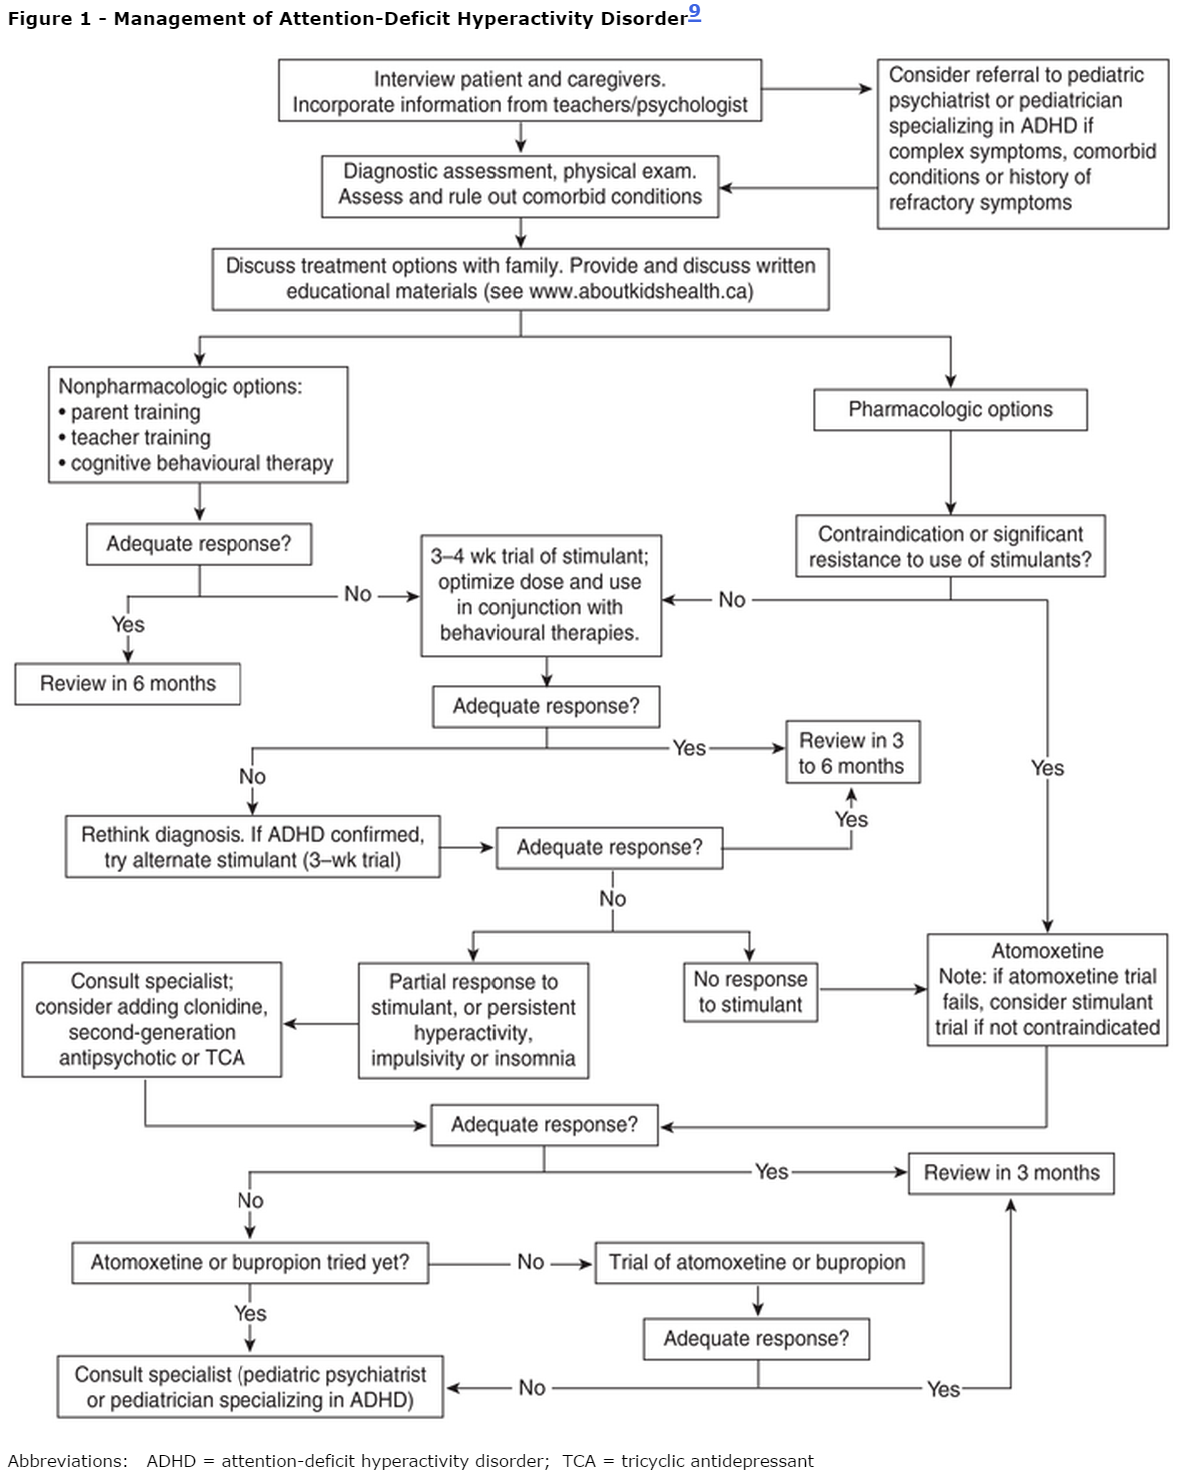 Figure 1 - Management of Attention-Deficit Hyperactivity Disorder9
Interview patient and caregivers.
Incorporate information from teachers/psychologist
Consider referral to pediatric
psychiatrist or pediatrician
specializing in ADHD if
complex symptoms, comorbid
conditions or history of
refractory symptoms
Diagnostic assessment, physical exam.
Assess and rule out comorbid conditions
Discuss treatment options with family. Provide and discuss written
educational materials (see www.aboutkidshealth.ca)
Nonpharmacologic options:
• parent training
• teacher training
• cognitive behavioural therapy
Pharmacologic options
Adequate response?
Contraindication or significant
resistance to use of stimulants?
3–4 wk trial of stimulant;
optimize dose and use
in conjunction with
behavioural therapies.
No
No
Yes
Review in 6 months
Adequate response?
Yes
Review in 3
to 6 months
No
Yes
Rethink diagnosis. If ADHD confirmed,
try alternate stimulant (3–wk trial)
Adequate response?
Yes
No
Consult specialist;
consider adding clonidine,
second-generation
antipsychotic or TCA
Partial response to
stimulant, or persistent
hyperactivity,
impulsivity or insomnia
No response
to stimulant
Atomoxetine
Note: if atomoxetine trial
fails, consider stimulant
trial if not contraindicated
Adequate response?
Yes
Review in 3 months
No
Atomoxetine or bupropion tried yet?
No
Trial of atomoxetine or bupropion
Yes
Adequate response?
Consult specialist (pediatric psychiatrist
or pediatrician specializing in ADHD)
No
Yes
Abbreviations: ADHD = attention-deficit hyperactivity disorder; TCA = tricyclic antidepressant